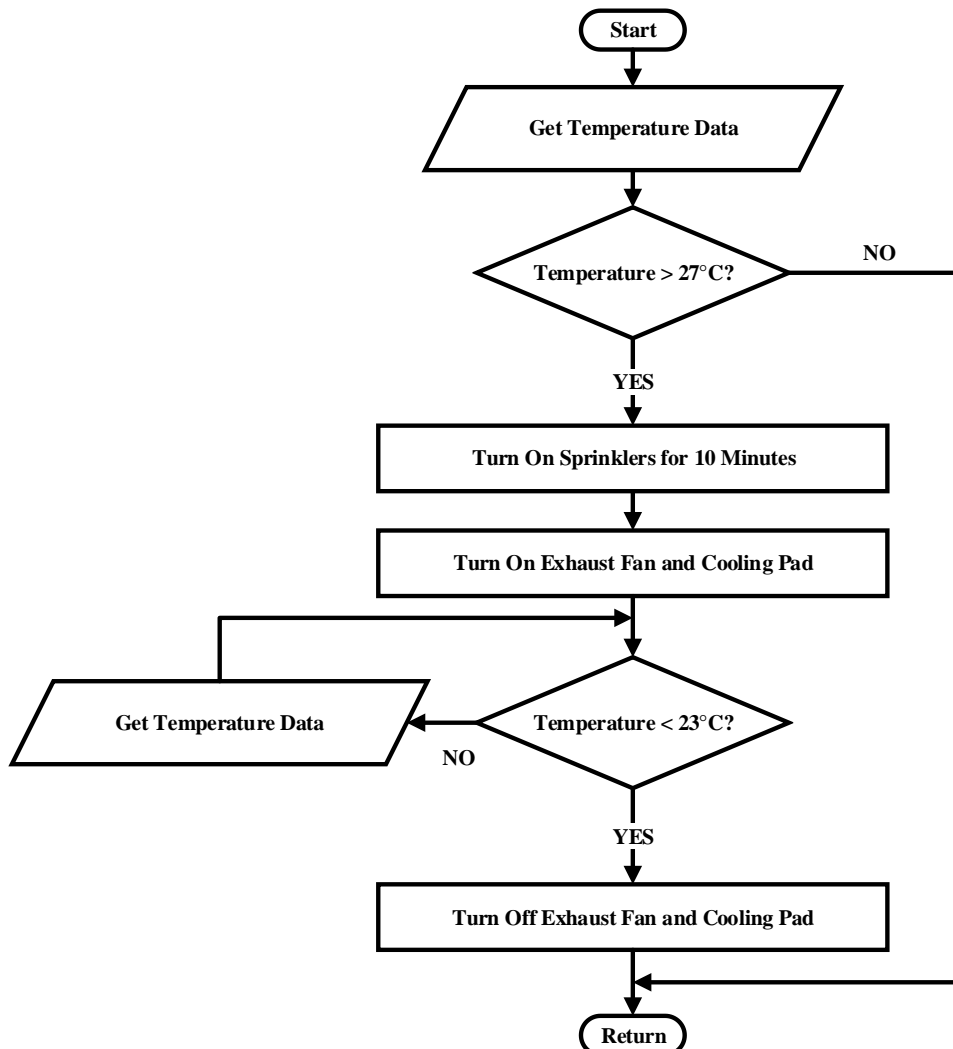 Start
Get Temperature Data
Temperature > 27°C?
NO
YES
Turn On Sprinklers for 10 Minutes
Turn On Exhaust Fan and Cooling Pad
Get Temperature Data
Temperature < 23°C?
NO
YES
Turn Off Exhaust Fan and Cooling Pad
Return